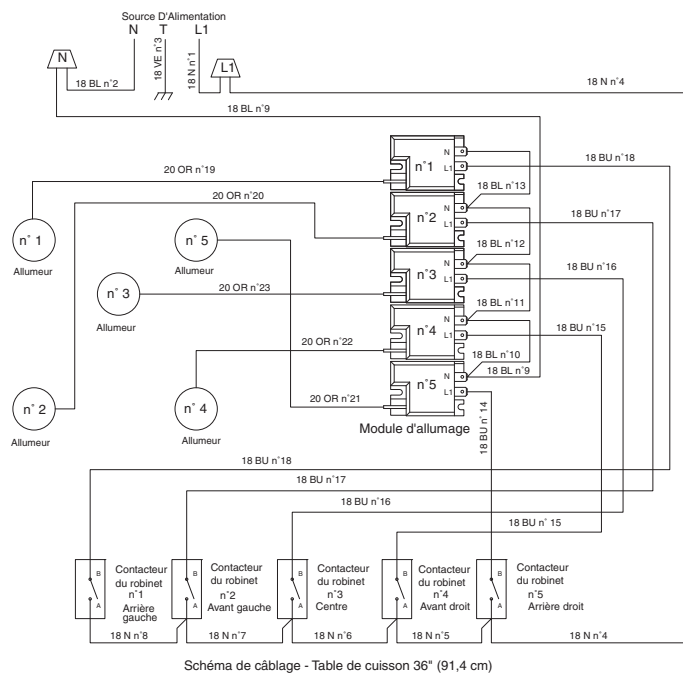 Source D'Alimentation
N T L1
N
L1
18 BL n°2
18 VE n°3
18 N n°1
18 N n°4
18 BL n°9
n°1
N
L1
18 BU n°18
20 OR n°19
18 BL n°13
20 OR n°20
n°2
N
L1
18 BU n°17
n° 1
Allumeur
n° 5
Allumeur
18 BL n°12
n°3
N
L1
18 BU n°16
n° 3
Allumeur
20 OR n°23
18 BL n°11
n°4
N
L1
18 BU n°15
20 OR n°22
18 BL n°10
18 BL n°9
n°5
N
L1
n° 2
Allumeur
n° 4
Allumeur
20 OR n°21
Module d'allumage
18 BU n° 14
18 BU n°18
18 BU n°17
18 BU n°16
18 BU n° 15
B
A
Contacteur
du robinet
n°1
Arrière
gauche
B
A
Contacteur
du robinet
n°2
Avant gauche
B
A
Contacteur
du robinet
n°3
Centre
B
A
Contacteur
du robinet
n°4
Avant droit
B
A
Contacteur
du robinet
n°5
Arrière droit
18 N n°8
18 N n°7
18 N n°6
18 N n°5
18 N n°4
Schéma de câblage - Table de cuisson 36" (91,4 cm)